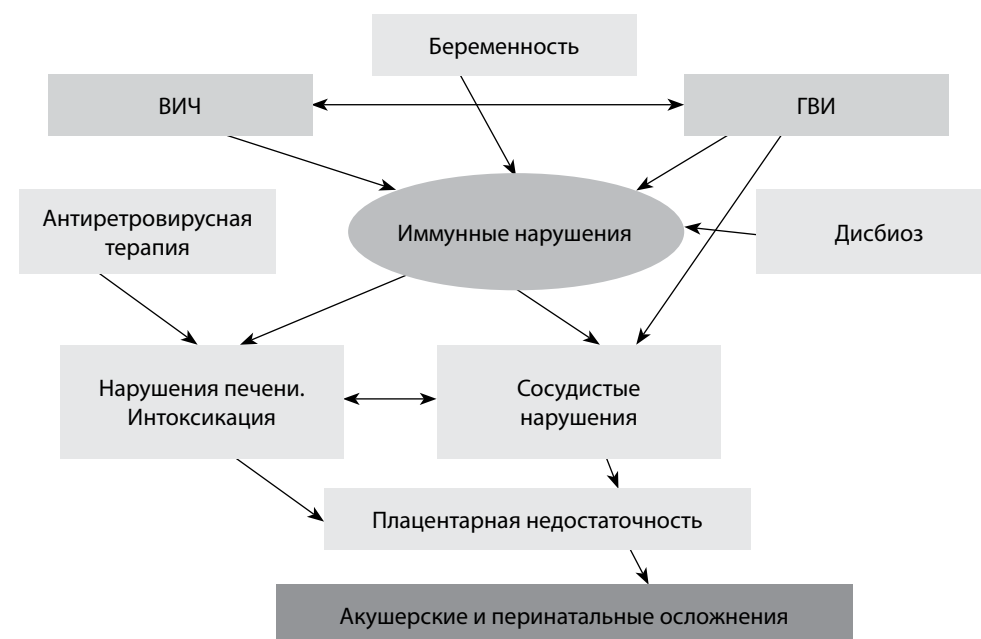 Беременность
ВИЧ
ГВИ
Антиретровирусная
терапия
Иммунные нарушения
Дисбиоз
Нарушения печени.
Интоксикация
Сосудистые
нарушения
Плацентарная недостаточность
Акушерские и перинатальные осложнения